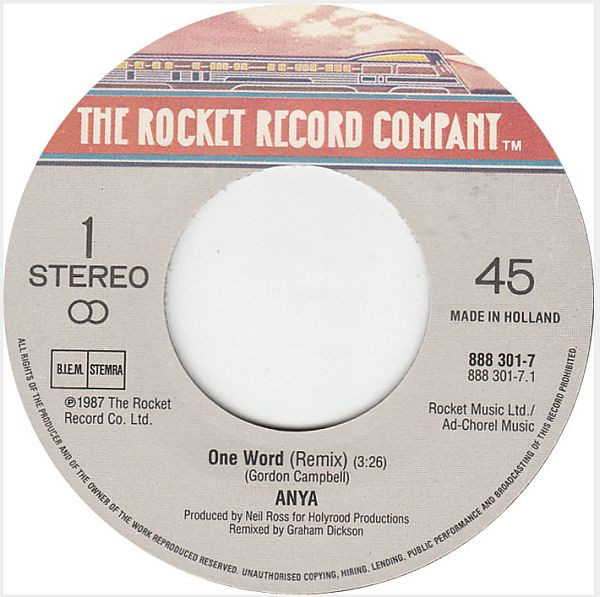 THE ROCKET RECORD COMPANY TM
1
STEREO
45
MADE IN HOLLAND
B.I.E.M. STEMRA
888 301-7
888 301-7.1
℗1987 The Rocket
Record Co. Ltd.
Rocket Music Ltd./
Ad-Chorel Music
One Word (Remix) (3:26)
(Gordon Campbell)
ANYA
Produced by Neil Ross for Holyrood Productions
Remixed by Graham Dickson
ALL RIGHTS OF THE PRODUCER AND OF THE OWNER OF THE WORK REPRODUCED RESERVED. UNAUTHORISED COPYING, HIRING, LENDING, PUBLIC PERFORMANCE AND BROADCASTING OF THIS RECORD PROHIBITED.